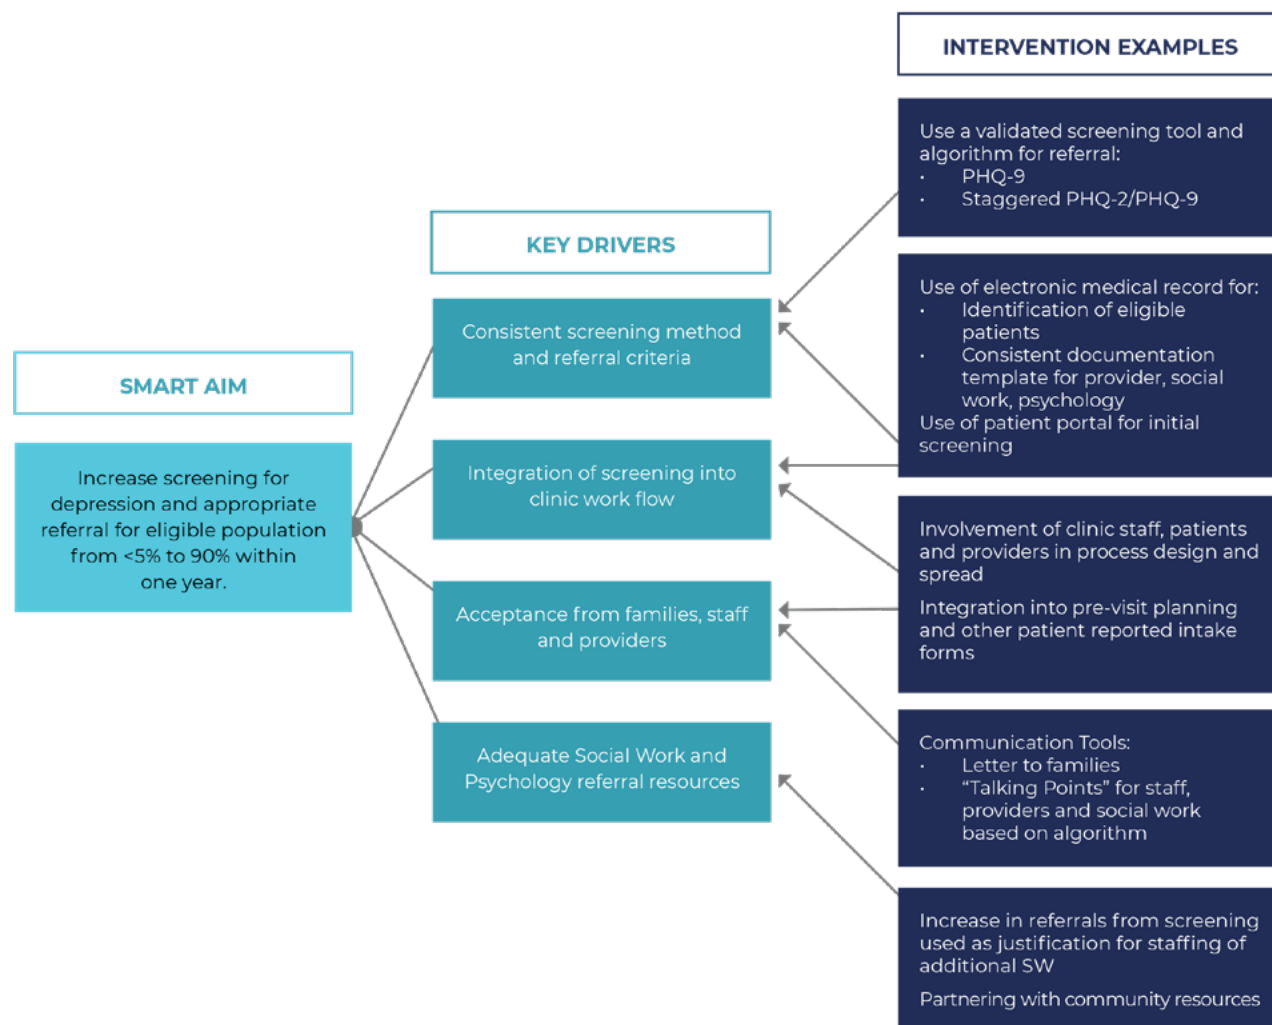 SMART AIM
Increase screening for
depression and appropriate
referral for eligible population
from <5% to 90% within
one year.
KEY DRIVERS
Consistent screening method
and referral criteria
Integration of screening into
clinic work flow
Acceptance from families, staff
and providers
Adequate Social Work and
Psychology referral resources
INTERVENTION EXAMPLES
Use a validated screening tool and
algorithm for referral:
• PHQ-9
• Staggered PHQ-2/PHQ-9
Use of electronic medical record for:
• Identification of eligible
patients
• Consistent documentation
template for provider, social
work, psychology
Use of patient portal for initial
screening
Involvement of clinic staff, patients
and providers in process design and
spread
Integration into pre-visit planning
and other patient reported intake
forms
Communication Tools:
• Letter to families
• “Talking Points” for staff,
providers and social work
based on algorithm
Increase in referrals from screening
used as justification for staffing of
additional SW
Partnering with community resources